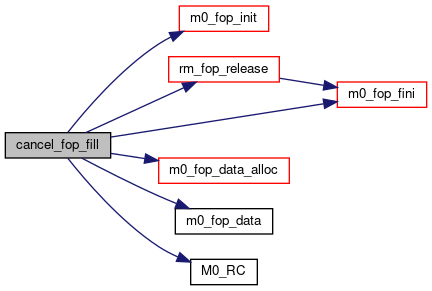 m0_fop_init
rm_fop_release
m0_fop_fini
cancel_fop_fill
m0_fop_data_alloc
m0_fop_data
M0_RC